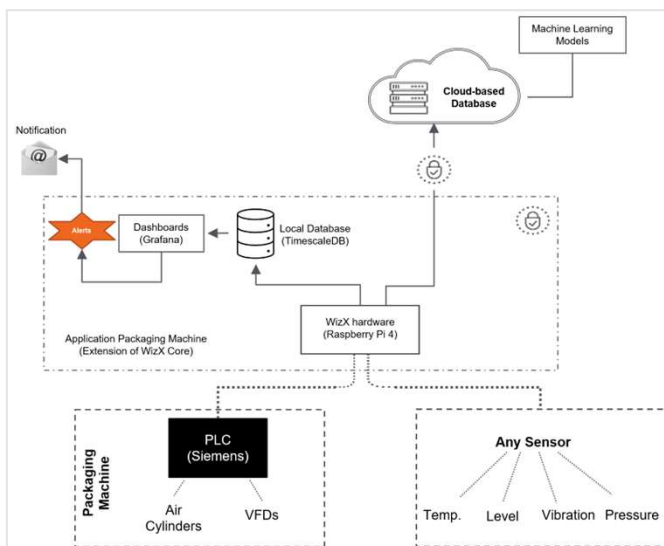 Machine Learning
Models
Cloud-based
Database
Notification
@
Alerts
Dashboards
(Grafana)
Local Database
(TimescaleDB)
WizX hardware
(Raspberry Pi 4)
Application Packaging Machine
(Extension of WizX Core)
Packaging
Machine
PLC
(Siemens)
Air
Cylinders
VFDs
Any Sensor
Temp.
Level
Vibration
Pressure